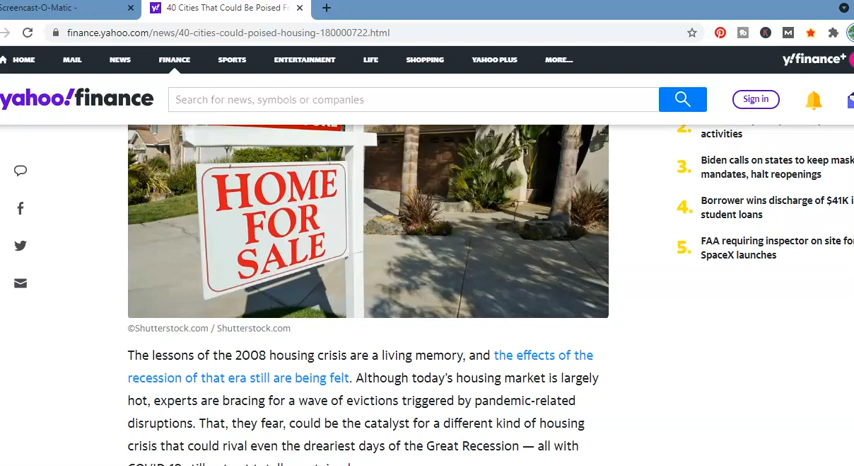 Screencast-O-Matic -
40 Cities That Could Be Poised F
finance.yahoo.com/news/40-cities-could-poised-housing-180000722.html
HOME MAIL NEWS FINANCE SPORTS ENTERTAINMENT LIFE SHOPPING YAHOO PLUS MORE... y!finance+
yahoo!finance Search for news, symbols or companies Sign in
HOME
FOR
SALE
activities
3. Biden calls on states to keep mask
mandates, halt reopenings
4. Borrower wins discharge of $41K i
student loans
5. FAA requiring inspector on site for
SpaceX launches
©Shutterstock.com / Shutterstock.com
The lessons of the 2008 housing crisis are a living memory, and the effects of the
recession of that era still are being felt. Although today's housing market is largely
hot, experts are bracing for a wave of evictions triggered by pandemic-related
disruptions. That, they fear, could be the catalyst for a different kind of housing
crisis that could rival even the dreariest days of the Great Recession — all with